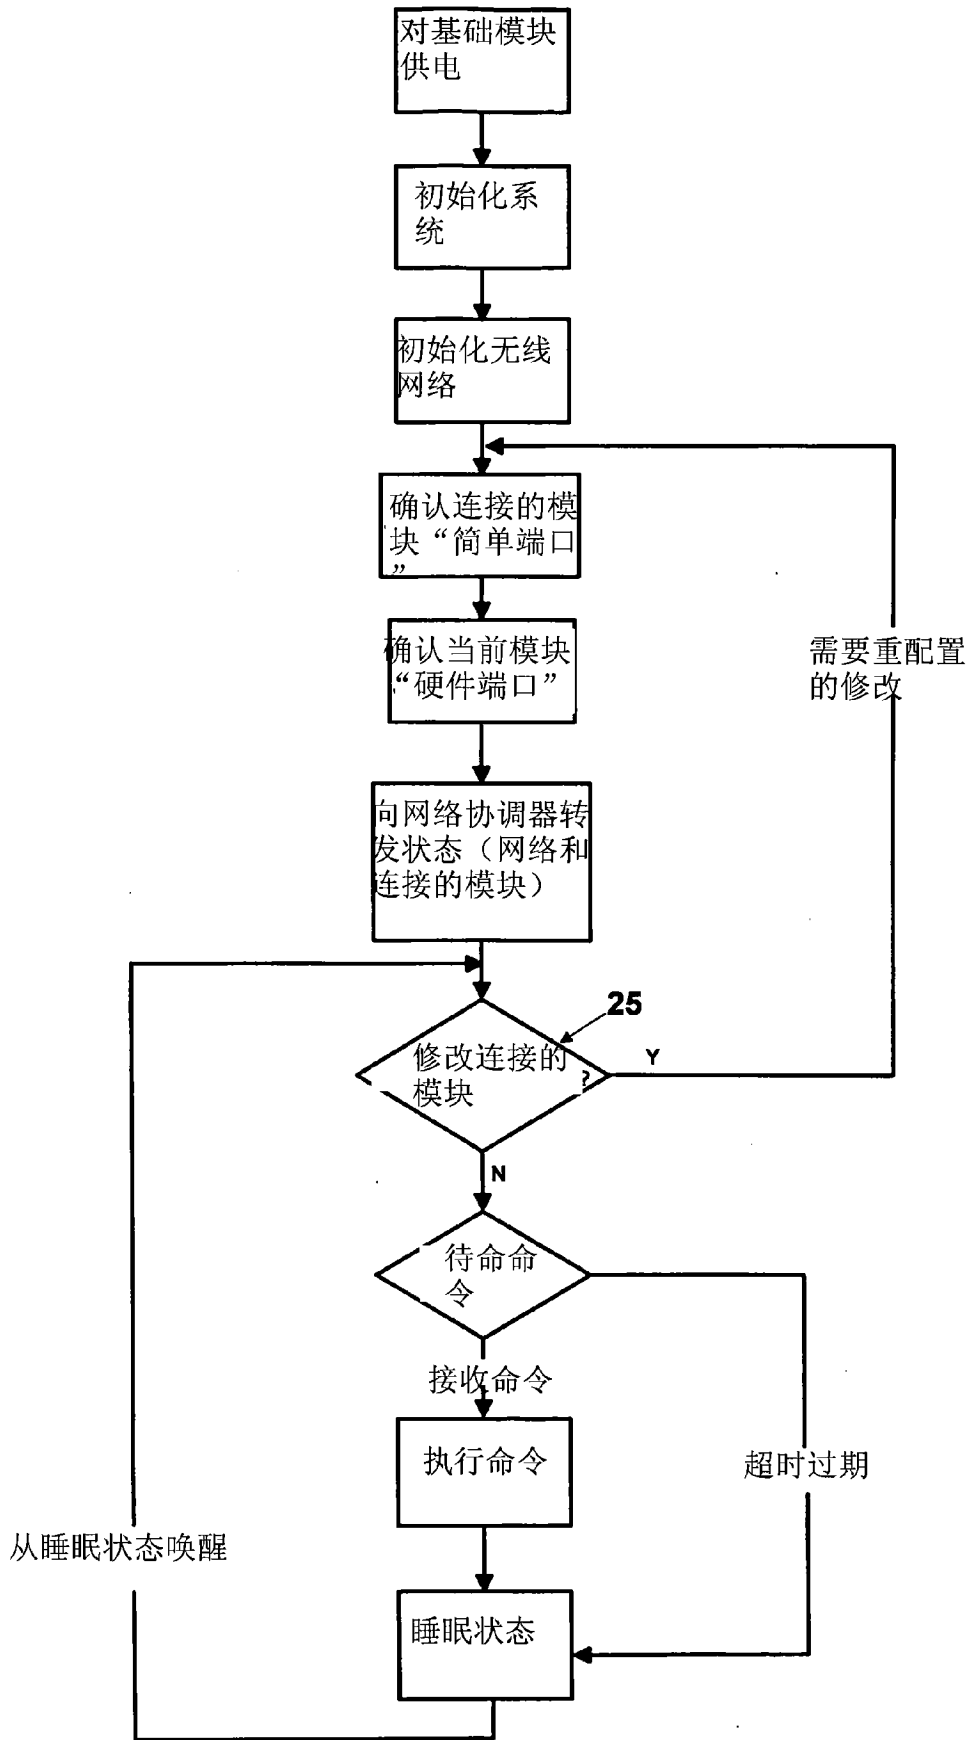 对基础模块
供电
初始化系
统
初始化无线
网络
确认连接的模
块“简单端口
”
确认当前模块
“硬件端口”
需要重配置
的修改
向网络协调器转
发状态（网络和
连接的模块）
25
修改连接的
模块
?
Y
N
待命命
令
接收命令
执行命令
超时过期
从睡眠状态唤醒
睡眠状态